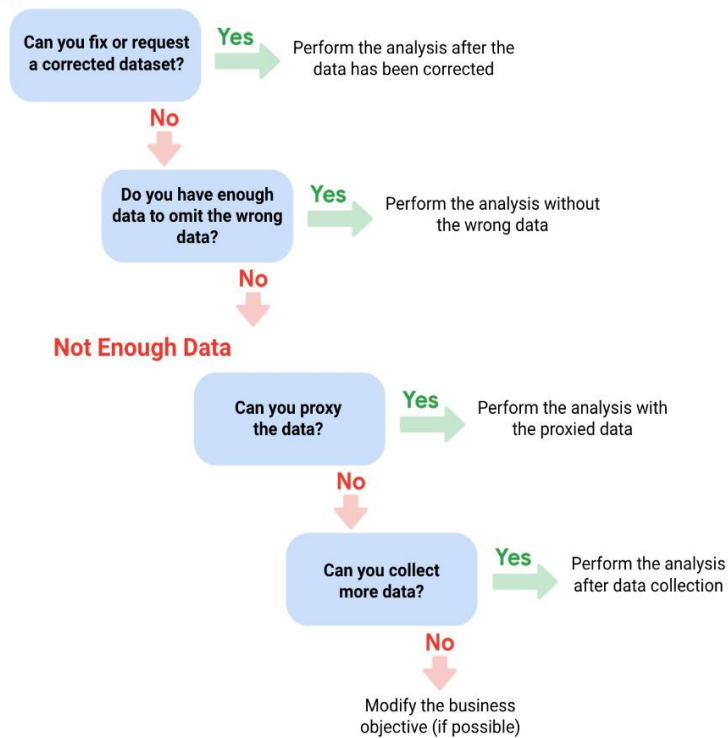 Can you fix or request
a corrected dataset?
Yes
Perform the analysis after the
data has been corrected
No
Do you have enough
data to omit the wrong
data?
Yes
Perform the analysis without
the wrong data
No
Not Enough Data
Can you proxy
the data?
Yes
Perform the analysis with
the proxied data
No
Can you collect
more data?
Yes
Perform the analysis
after data collection
No
Modify the business
objective (if possible)